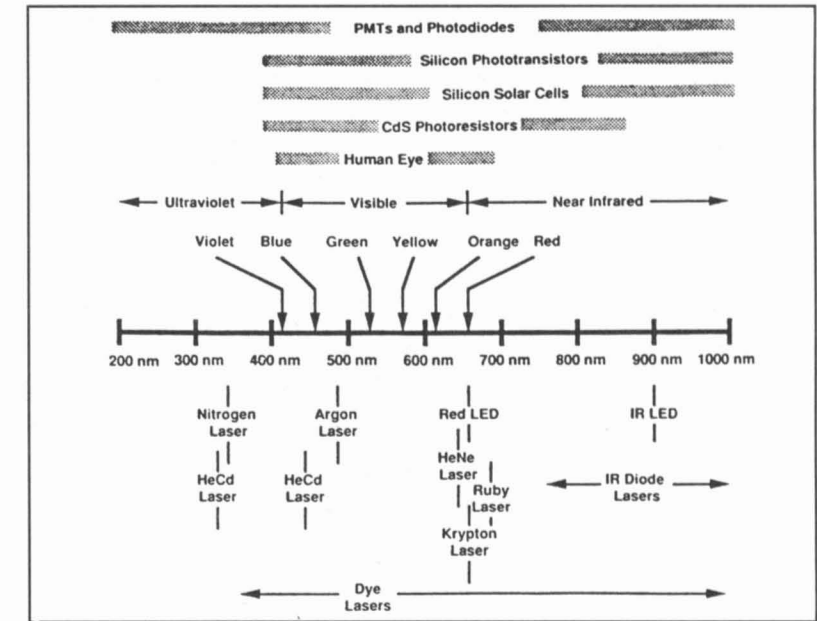 PMTs and Photodiodes
Silicon Phototransistors
Silicon Solar Cells
CdS Photoresistors
Human Eye
Ultraviolet Visible Near Infrared
Violet Blue Green Yellow Orange Red
200 nm 300 nm 400 nm 500 nm 600 nm 700 nm 800 nm 900 nm 1000 nm
Nitrogen Argon Red LED IR LED
Laser Laser
HeNe
Laser
HeCd HeCd IR Diode
Laser Laser Lasers
Ruby
Laser
Krypton
Laser
Dye
Lasers